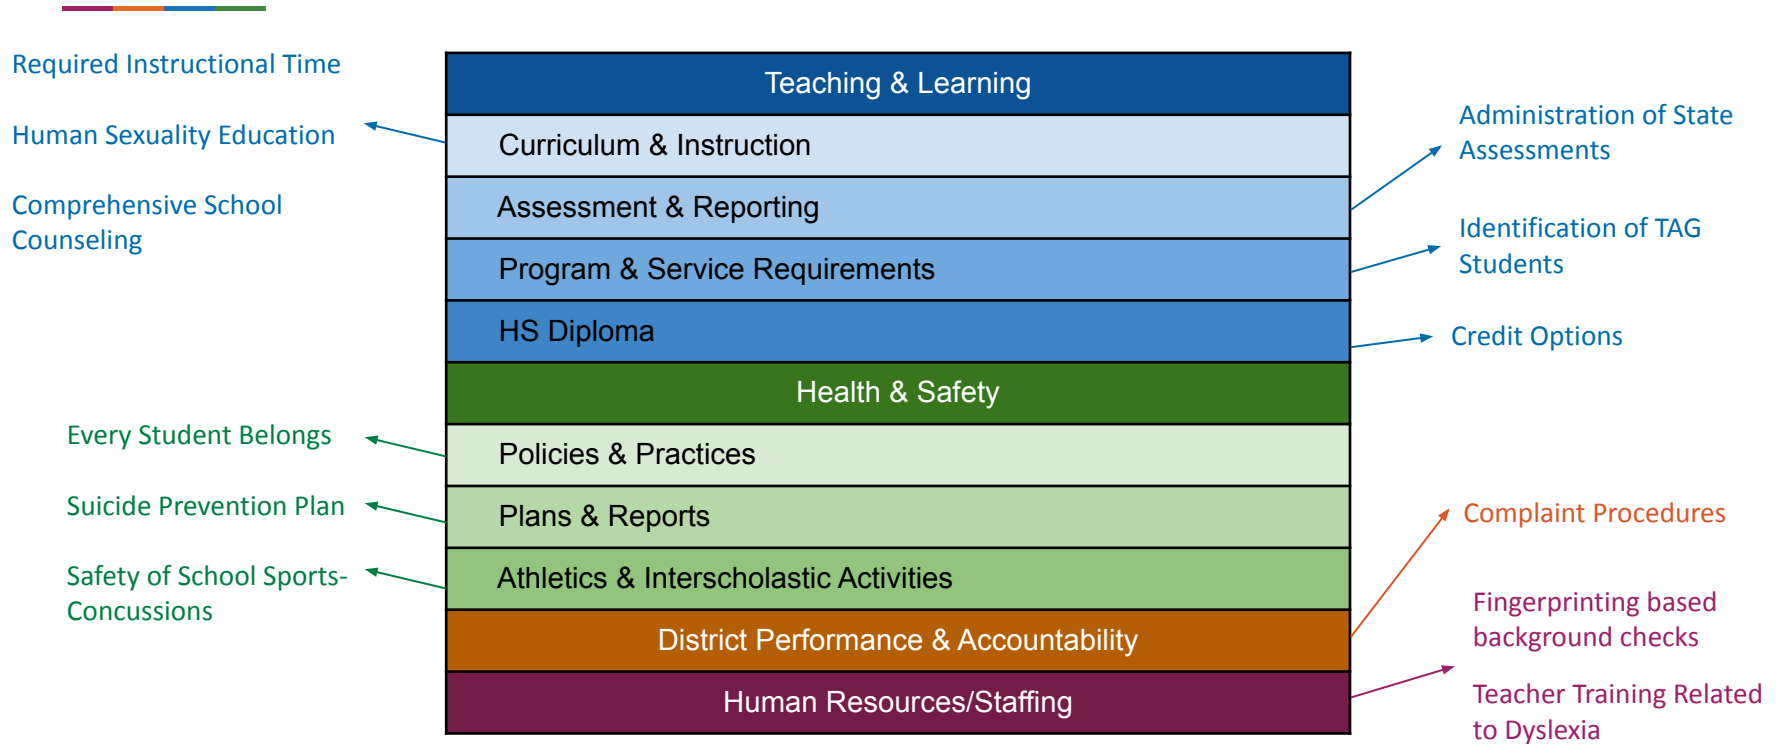 Required Instructional Time
Human Sexuality Education
Comprehensive School
Counseling
Every Student Belongs
Suicide Prevention Plan
Safety of School Sports-
Concussions
Teaching & Learning
Curriculum & Instruction
Assessment & Reporting
Program & Service Requirements
HS Diploma
Health & Safety
Policies & Practices
Plans & Reports
Athletics & Interscholastic Activities
District Performance & Accountability
Human Resources/Staffing
Administration of State
Assessments
Identification of TAG
Students
Credit Options
Complaint Procedures
Fingerprinting based
background checks
Teacher Training Related
to Dyslexia